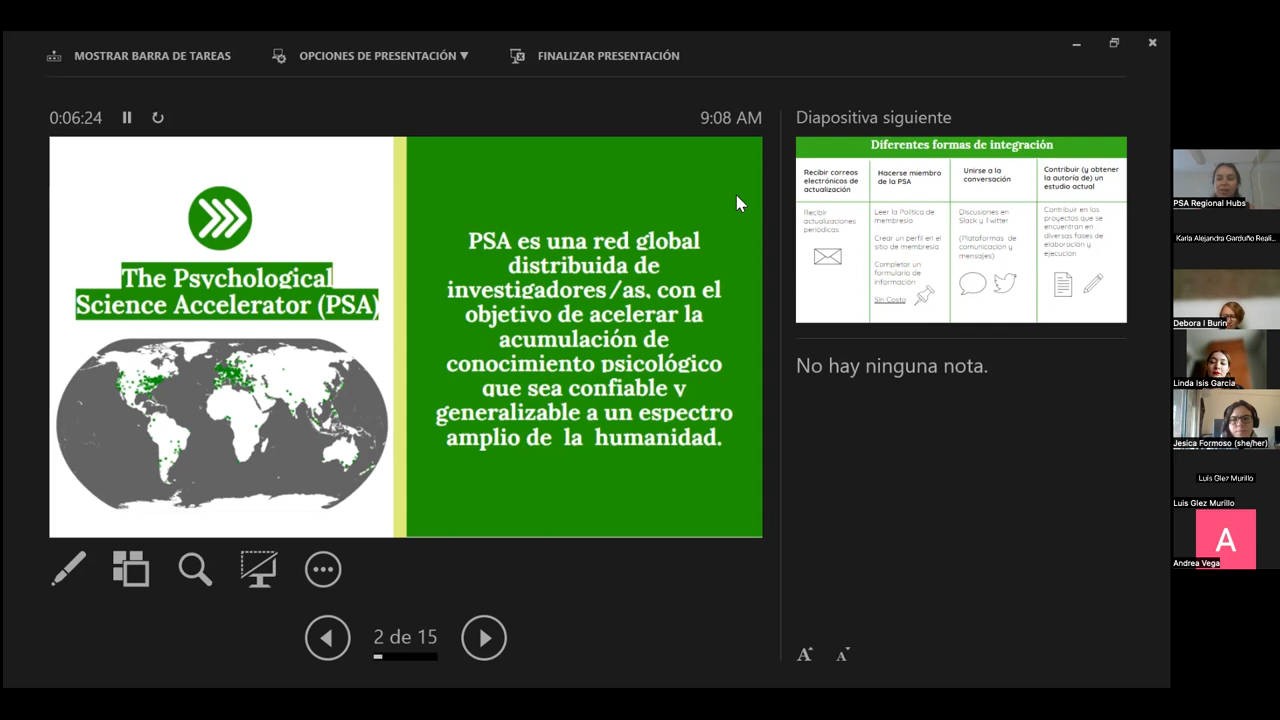 MOSTRAR BARRA DE TAREAS
OPCIONES DE PRESENTACIÓN ▼
FINALIZAR PRESENTACIÓN
0:06:24
9:08 AM
The Psychological
Science Accelerator (PSA)
PSA es una red global
distribuida de
investigadores/as, con el
objetivo de acelerar la
acumulación de
conocimiento psicológico
que sea confiable y
generalizable a un espectro
amplio de la humanidad.
2 de 15
Diapositiva siguiente
Diferentes formas de integración
Recibir correos
electrónicos de
actualización
Recibir
actualizaciones
periódicas
Hacerse miembro
de la PSA
Leer la Política de
membresía
Crear un perfil en el
sitio de membresía
Completar un
formulario de
información
Sin Costo
Unirse a la
conversación
Discusiones en
Slack y Twitter
(Plataformas de
comunicación y
mensajes)
Contribuir (y obtener
la autoría de) un
estudio actual
Contribuir en los
proyectos que se
encuentran en
diversas fases de
elaboración y
ejecución
No hay ninguna nota.
A A
PSA Regional Hubs
Karla Alejandra Garduño Reali...
Debora I Burin
Linda Isis Garcia
Jesica Formoso (she/her)
Luis Glez Murillo
Luis Glez Murillo
A
Andrea Vega